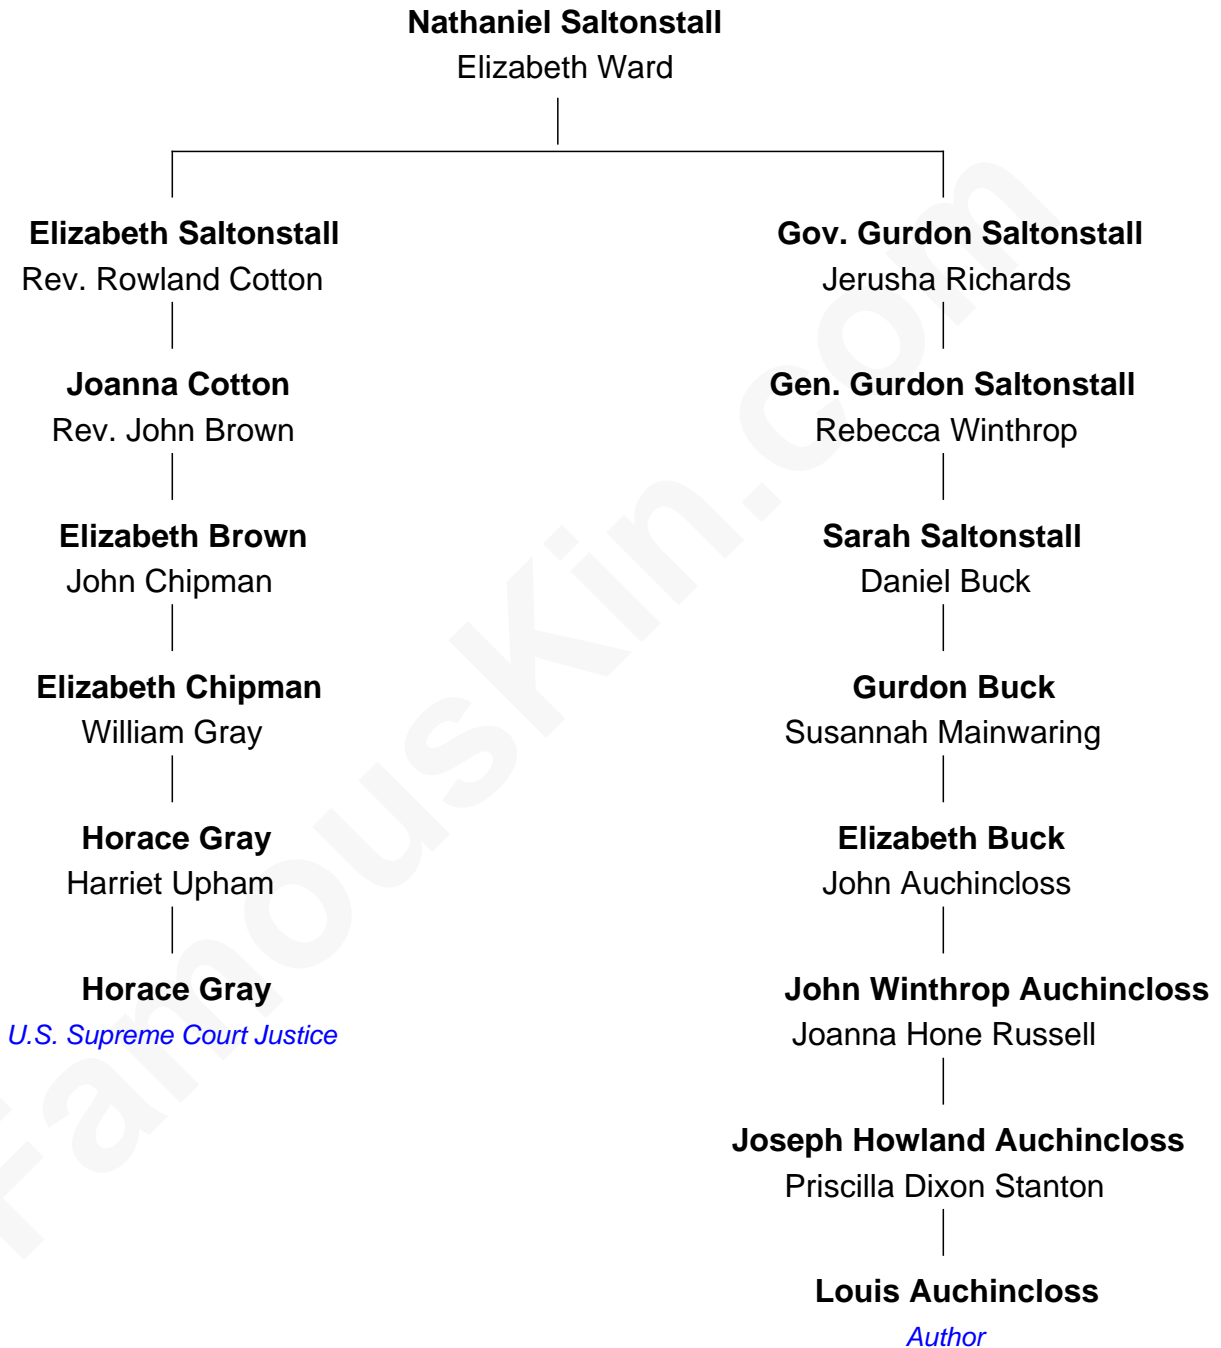 Nathaniel Saltonstall
Elizabeth Ward
Elizabeth Saltonstall
Rev. Rowland Cotton
Gov. Gurdon Saltonstall
Jerusha Richards
Joanna Cotton
Rev. John Brown
Gen. Gurdon Saltonstall
Rebecca Winthrop
Elizabeth Brown
John Chipman
Sarah Saltonstall
Daniel Buck
Elizabeth Chipman
William Gray
Gurdon Buck
Susannah Mainwaring
Horace Gray
Harriet Upham
Elizabeth Buck
John Auchincloss
Horace Gray
U.S. Supreme Court Justice
John Winthrop Auchincloss
Joanna Hone Russell
Joseph Howland Auchincloss
Priscilla Dixon Stanton
Louis Auchincloss
Author
FamousKin.com